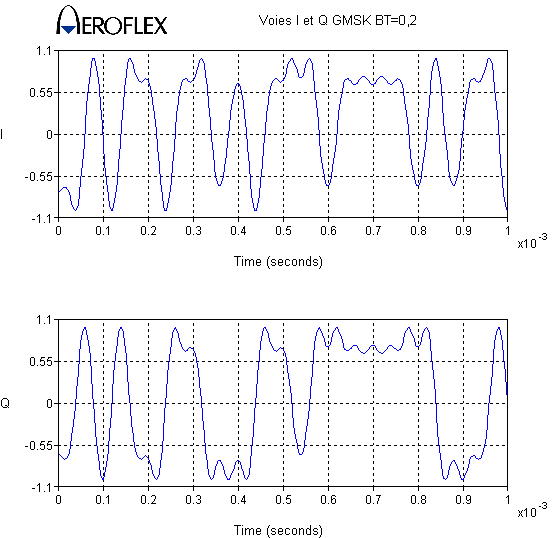 AEROFLEX
Voies I et Q GMSK BT=0,2
1.1
0.55
I
0
-0.55
-1.1
0 0.1 0.2 0.3 0.4 0.5 0.6 0.7 0.8 0.9 1
x10 -3
Time (seconds)
1.1
0.55
Q
0
-0.55
-1.1
0 0.1 0.2 0.3 0.4 0.5 0.6 0.7 0.8 0.9 1
x10 -3
Time (seconds)